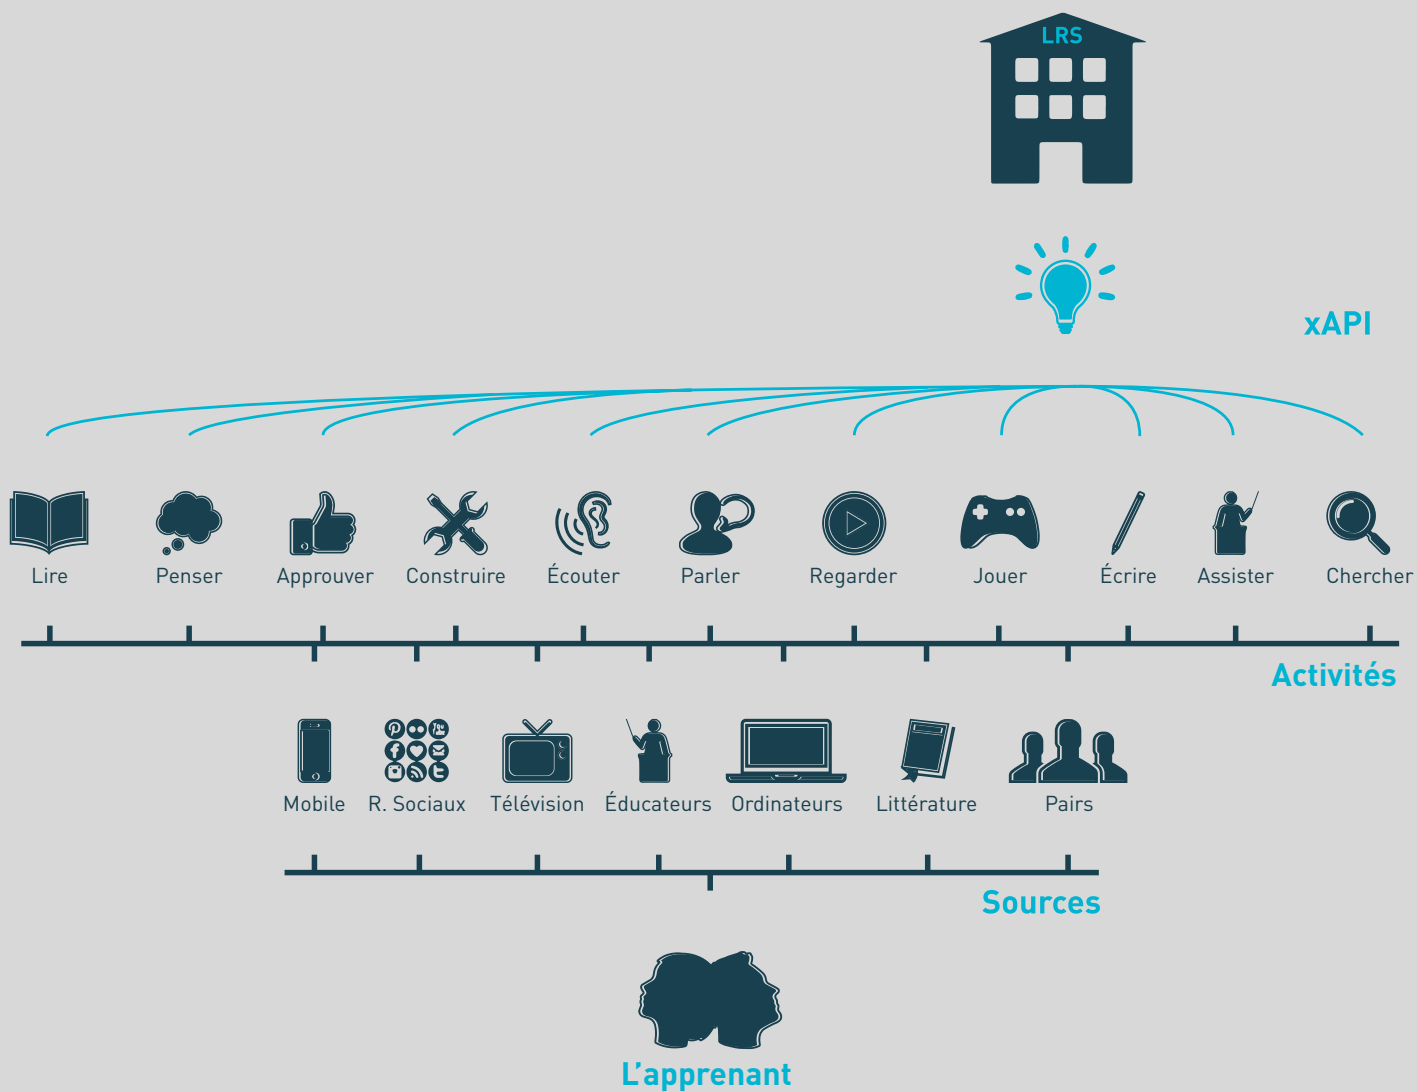 LRS
xAPI
Lire
Penser
Approuver
Construire
Écouter
Parler
Regarder
Jouer
Écrire
Assister
Chercher
Activités
Mobile
R. Sociaux
Télévision
Éducateurs
Ordinateurs
Littérature
Pairs
Sources
L’apprenant